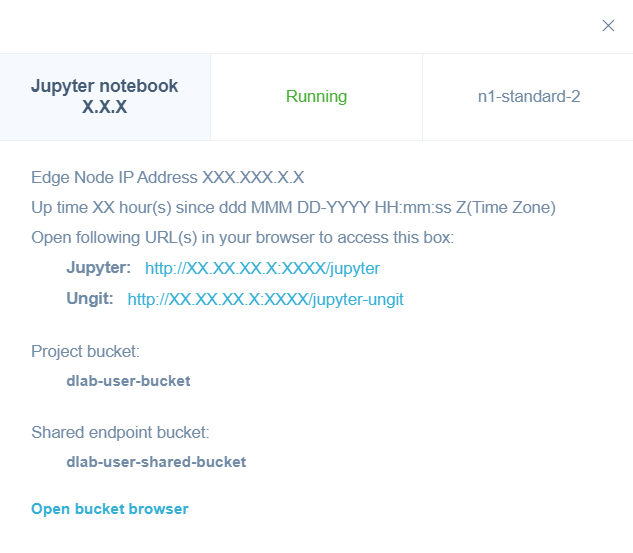 Jupyter notebook
X.X.X
Running
n1-standard-2
Edge Node IP Address XXX.XXX.X.X
Up time XX hour(s) since ddd MMM DD-YYYY HH:mm:ss Z(Time Zone)
Open following URL(s) in your browser to access this box:
Jupyter: http://XX.XX.XX.X:XXXX/jupyter
Ungit: http://XX.XX.XX.X:XXXX/jupyter-ungit
Project bucket:
dlab-user-bucket
Shared endpoint bucket:
dlab-user-shared-bucket
Open bucket browser